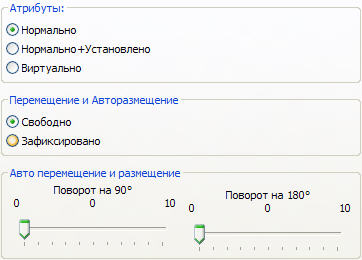 Атрибуты:
Нормально
Нормально+Установлено
Виртуально
Перемещение и Авторазмещение
Свободно
Зафиксировано
Авто перемещение и размещение
Поворот на 90°
Поворот на 180°
0 0 10
0 0 10